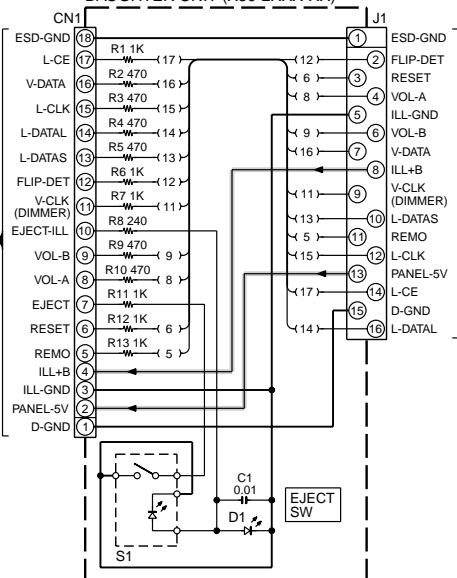 CN1
J1
ESD-GND 18
L-CE 17 R1 1K 17
V-DATA 16 R2 470 16
L-CLK 15 R3 470 15
L-DATAL 14 R4 470 14
L-DATAS 13 R5 470 13
FLIP-DET 12 R6 1K 12
V-CLK (DIMMER) 11 R7 1K 11
EJECT-ILL 10 R8 240
VOL-B 9 R9 470 9
VOL-A 8 R10 470 8
EJECT 7 R11 1K
RESET 6 R12 1K 6
REMO 5 R13 1K 5
ILL+B 4
ILL-GND 3
PANEL-5V 2
D-GND 1
1 ESD-GND
12 2 FLIP-DET
6 3 RESET
8 4 VOL-A
5 ILL-GND
9 6 VOL-B
16 7 V-DATA
8 ILL+B
11 9 V-CLK (DIMMER)
13 10 L-DATAS
5 11 REMO
15 12 L-CLK
13 PANEL-5V
17 14 L-CE
15 D-GND
14 16 L-DATAL
C1
0.01
D1
S1
EJECT
SW